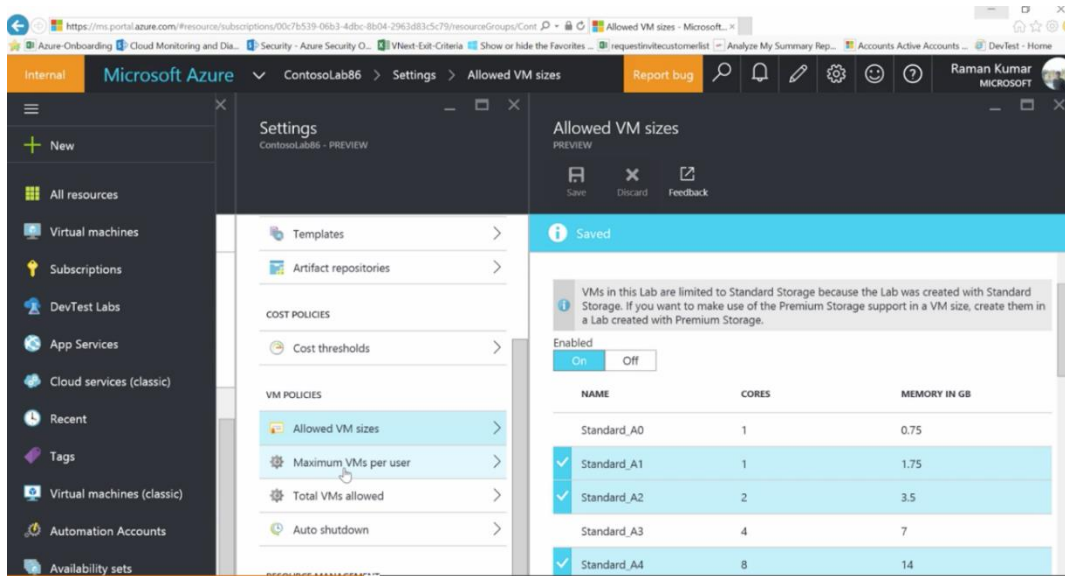 https://ms.portal.azure.com/#resource/subscriptions/00c7b539-06b3-4dbc-8b04-2963d83c5c79/resourceGroups/Cont
Allowed VM sizes - Microsoft...
Azure-Onboarding
Cloud Monitoring and Dia...
Security - Azure Security O...
VNext-Exit-Criteria
Show or hide the Favorites ...
requestinvitecustomerlist
Analyze My Summary Rep...
Accounts Active Accounts ...
DevTest - Home
Internal
Microsoft Azure
ContosoLab86 > Settings > Allowed VM sizes
Report bug
Raman Kumar
MICROSOFT
New
All resources
Virtual machines
Subscriptions
DevTest Labs
App Services
Cloud services (classic)
Recent
Tags
Virtual machines (classic)
Automation Accounts
Availability sets
Settings
ContosoLab86 - PREVIEW
Templates
Artifact repositories
COST POLICIES
Cost thresholds
VM POLICIES
Allowed VM sizes
Maximum VMs per user
Total VMs allowed
Auto shutdown
RESOURCE MANAGEMENT
Allowed VM sizes
PREVIEW
Save
Discard
Feedback
Saved
VMs in this Lab are limited to Standard Storage because the Lab was created with Standard
Storage. If you want to make use of the Premium Storage support in a VM size, create them in
a Lab created with Premium Storage.
Enabled
On Off
NAME CORES MEMORY IN GB
Standard_A0 1 0.75
Standard_A1 1 1.75
Standard_A2 2 3.5
Standard_A3 4 7
Standard_A4 8 14